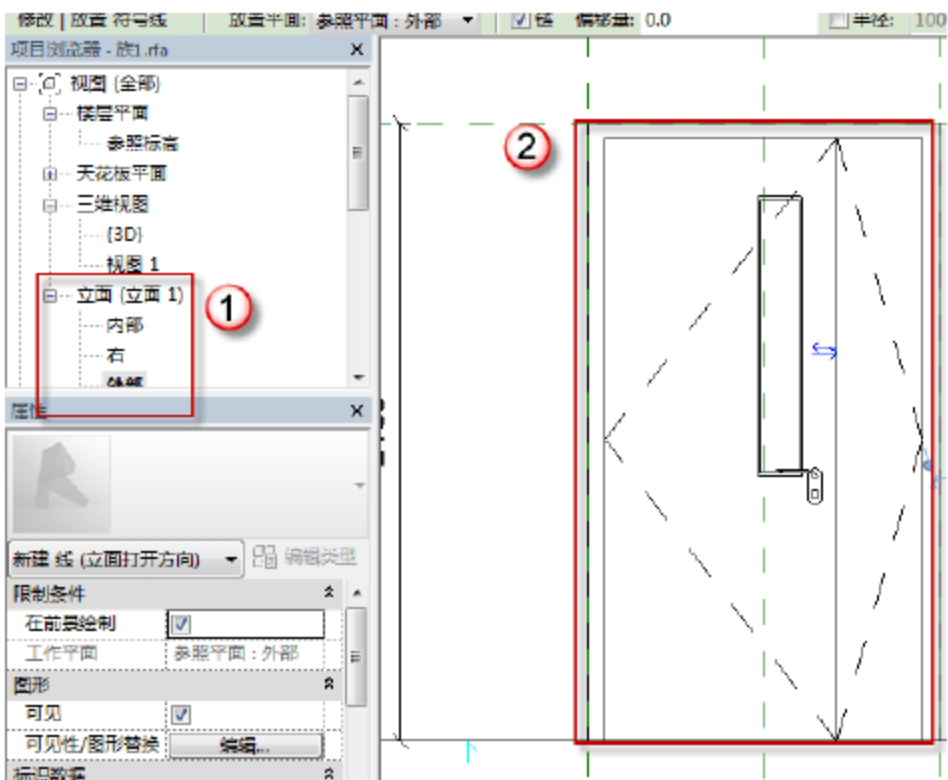 修改 | 放置 符号线 放置平面: 参照平面 : 外部 链 偏移量: 0.0 半径: 100
项目浏览器 - 族1.rfa
视图 (全部)
楼层平面
参照标高
天花板平面
三维视图
{3D}
视图 1
立面 (立面 1)
内部
右
外部
属性
新建 线 (立面打开方向) 编辑类型
限制条件
在前景绘制
工作平面 参照平面 : 外部
图形
可见
可见性/图形替换 编辑...
标识数据
1
2